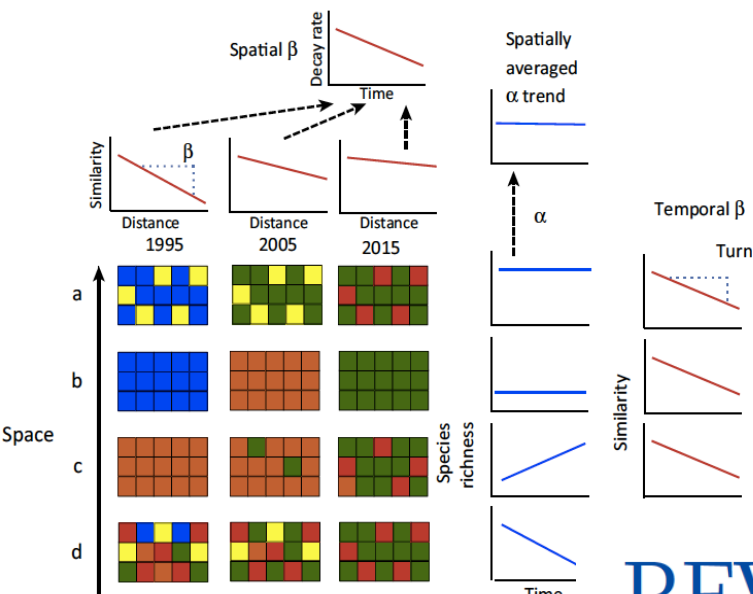 Spatial β
Decay rate
Time
Spatially
averaged
α trend
Similarity
β
Distance
1995
Distance
2005
Distance
2015
α
Temporal β
Turn
a
b
c
d
Space
Species
richness
Similarity
Time